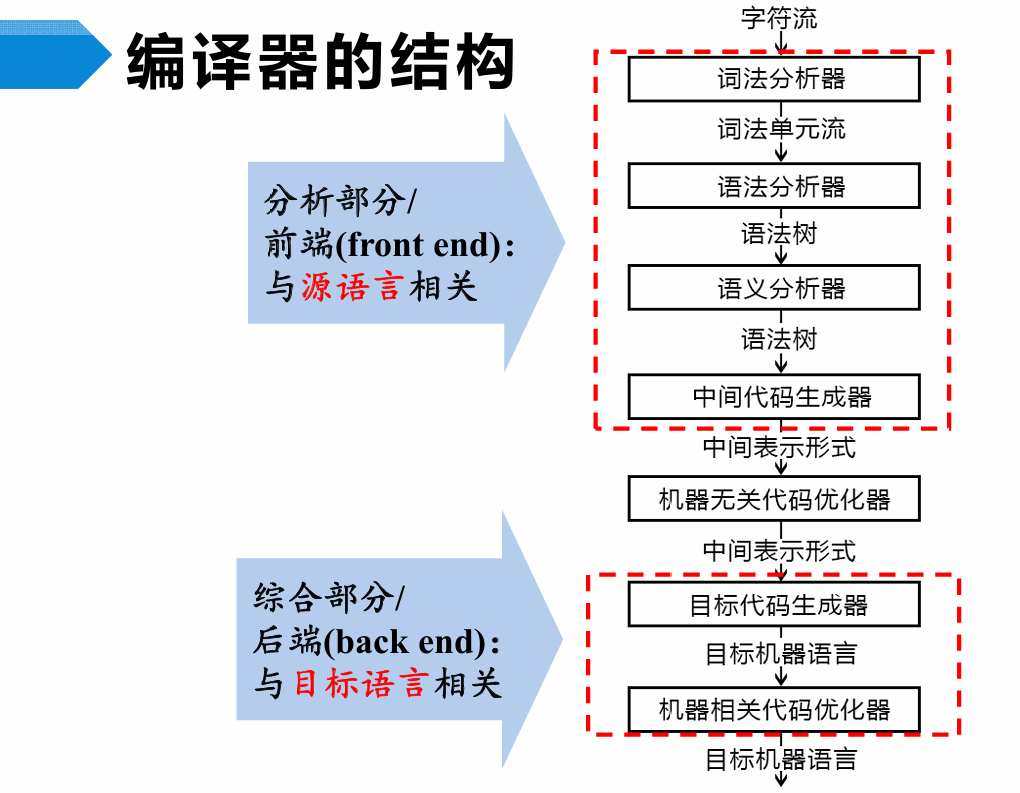 编译器的结构
分析部分/
前端(front end)：
与源语言相关
综合部分/
后端(back end)：
与目标语言相关
字符流
词法分析器
词法单元流
语法分析器
语法树
语义分析器
语法树
中间代码生成器
中间表示形式
机器无关代码优化器
中间表示形式
目标代码生成器
目标机器语言
机器相关代码优化器
目标机器语言